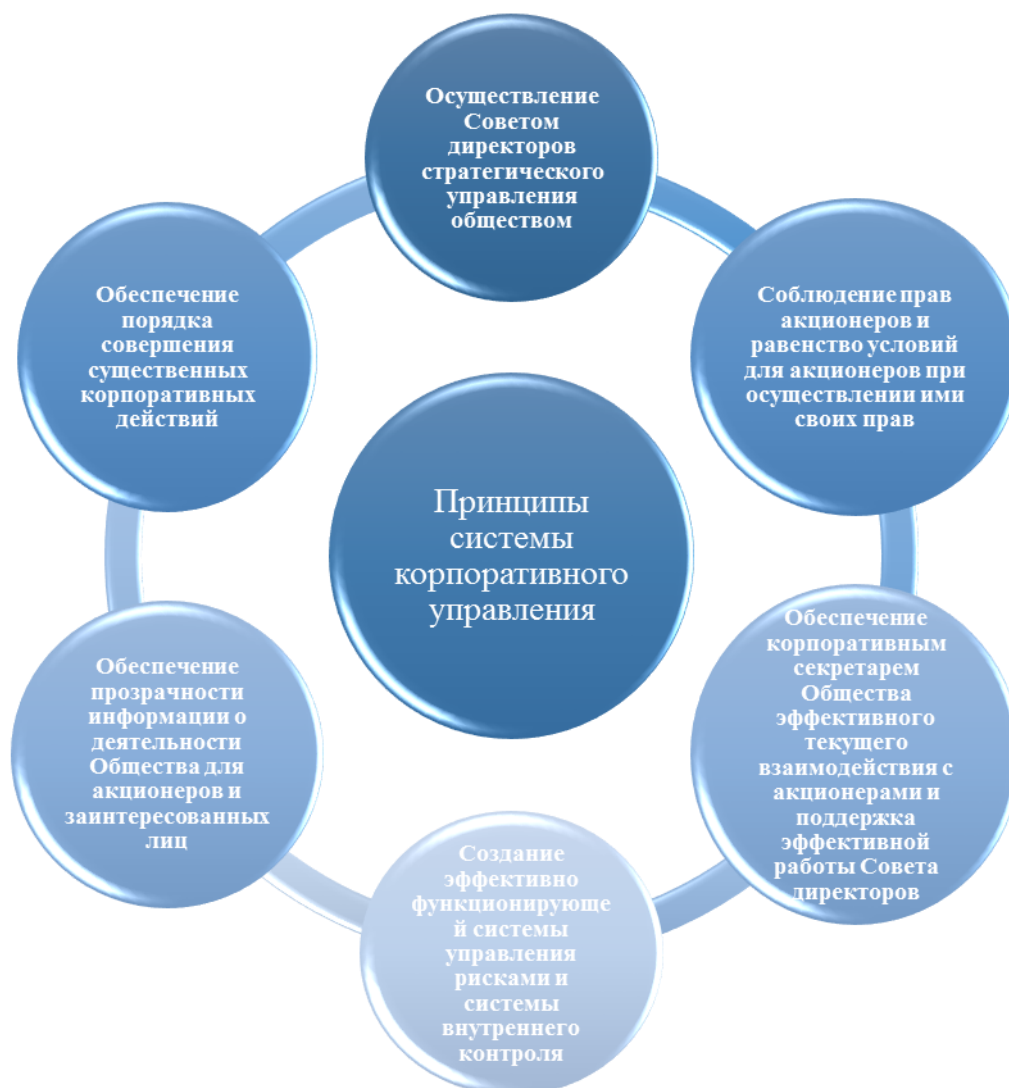 Осуществление
Советом
директоров
стратегического
управления
обществом
Соблюдение прав
акционеров и
равенство условий
для акционеров при
осуществлении ими
своих прав
Обеспечение
корпоративным
секретарем
Общества
эффективного
текущего
взаимодействия с
акционерами и
поддержка
эффективной
работы Совета
директоров
Создание
эффективно
функционирующе
й системы
управления
рисками и
системы
внутреннего
контроля
Обеспечение
прозрачности
информации о
деятельности
Общества для
акционеров и
заинтересованных
лиц
Обеспечение
порядка
совершения
существенных
корпоративных
действий
Принципы
системы
корпоративного
управления